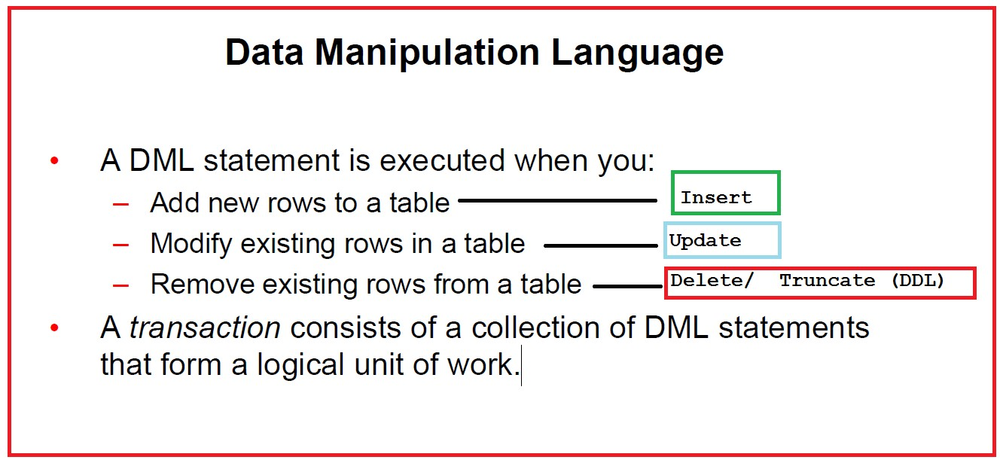 Data Manipulation Language
• A DML statement is executed when you:
– Add new rows to a table Insert
– Modify existing rows in a table Update
– Remove existing rows from a table Delete/ Truncate (DDL)
• A transaction consists of a collection of DML statements
that form a logical unit of work.